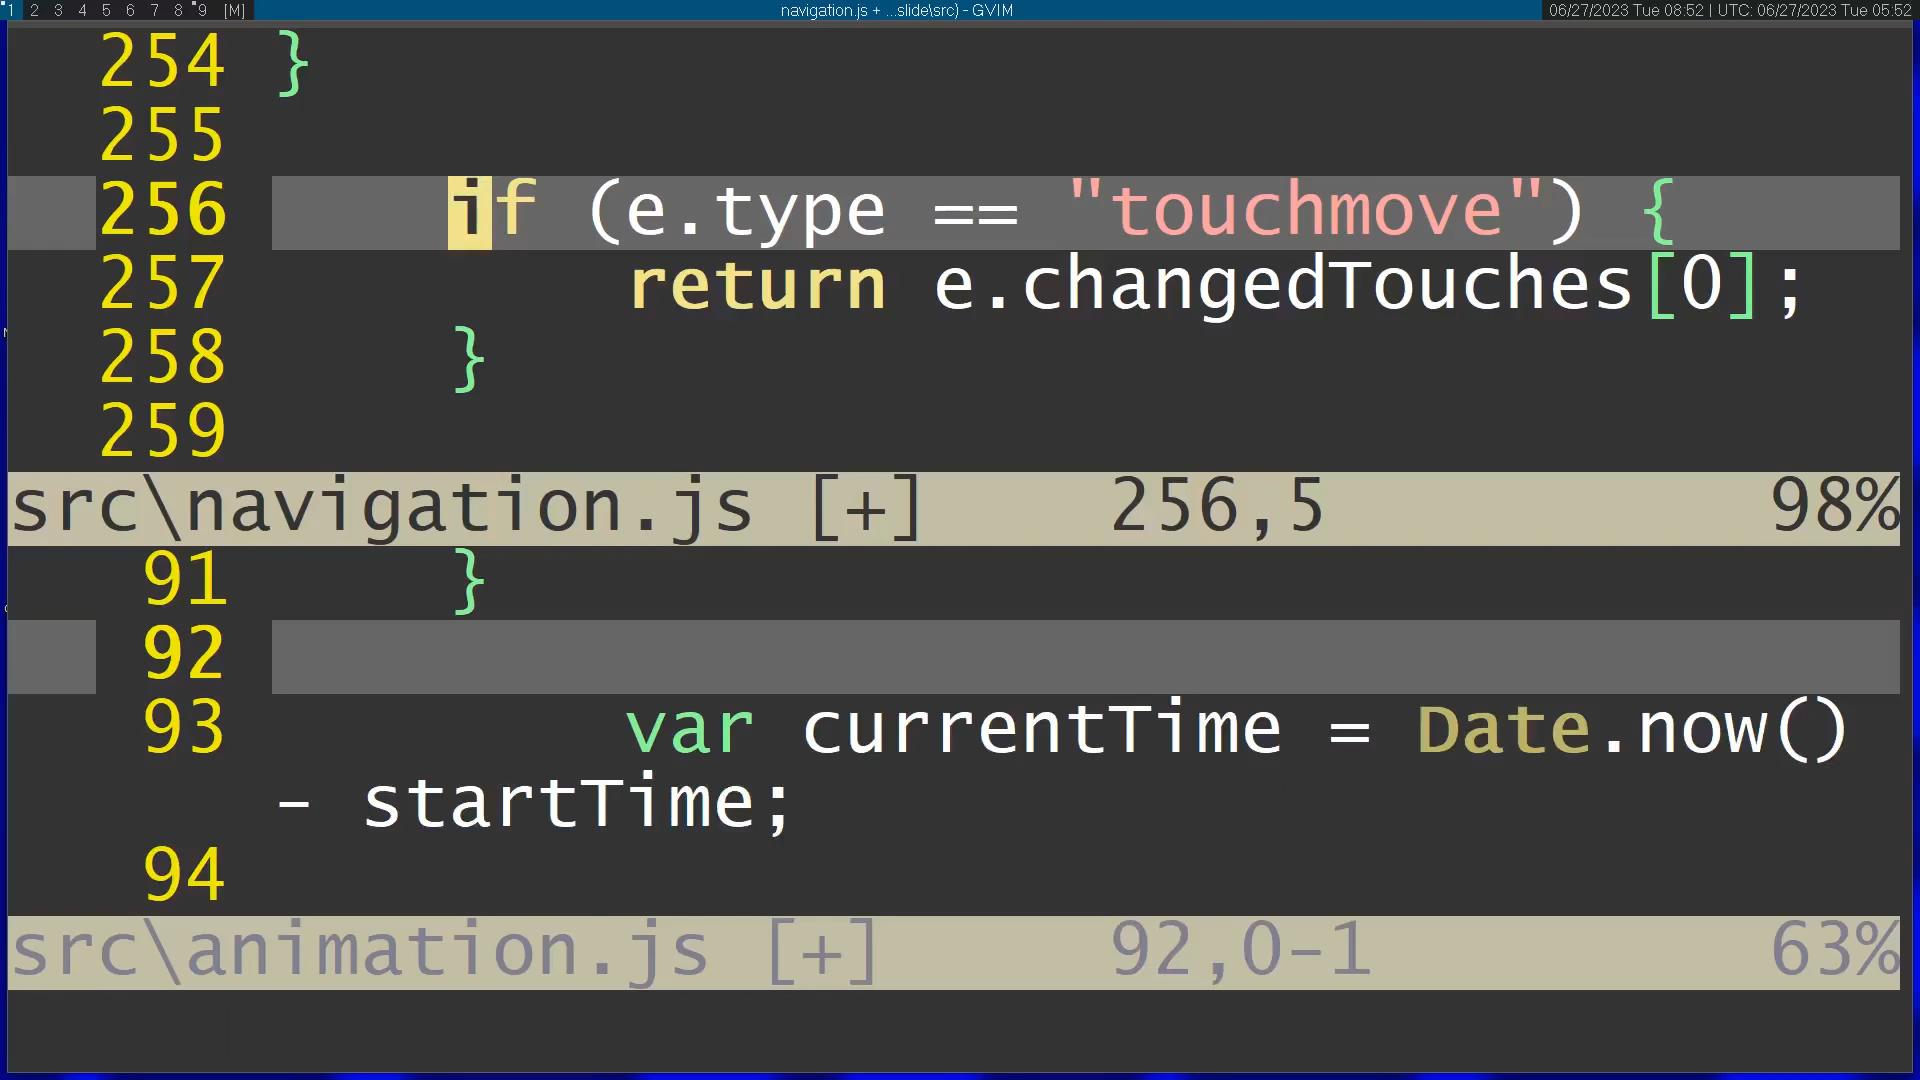 1 2 3 4 5 6 7 8 9 [M] navigation.js + ...slide\src) - GVIM 06/27/2023 Tue 08:52 | UTC: 06/27/2023 Tue 05:52
254 }
255
256 if (e.type == "touchmove") {
257 return e.changedTouches[0];
258 }
259
src\navigation.js [+] 256,5 98%
91 }
92
93 var currentTime = Date.now()
- startTime;
94
src\animation.js [+] 92,0-1 63%